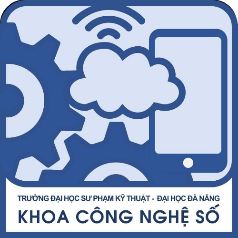 TRƯỜNG ĐẠI HỌC SƯ PHẠM KỸ THUẬT - ĐẠI HỌC ĐÀ NẴNG
KHOA CÔNG NGHỆ SỐ